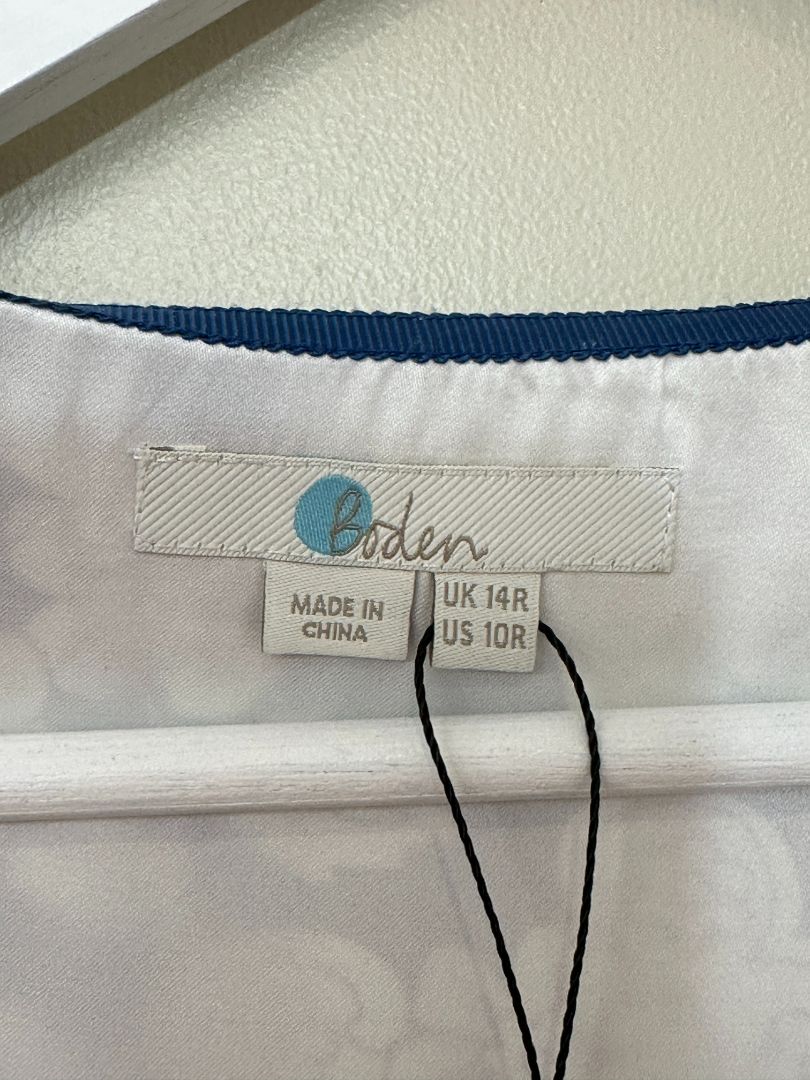 Boden
MADE IN
CHINA
UK 14R
US 10R